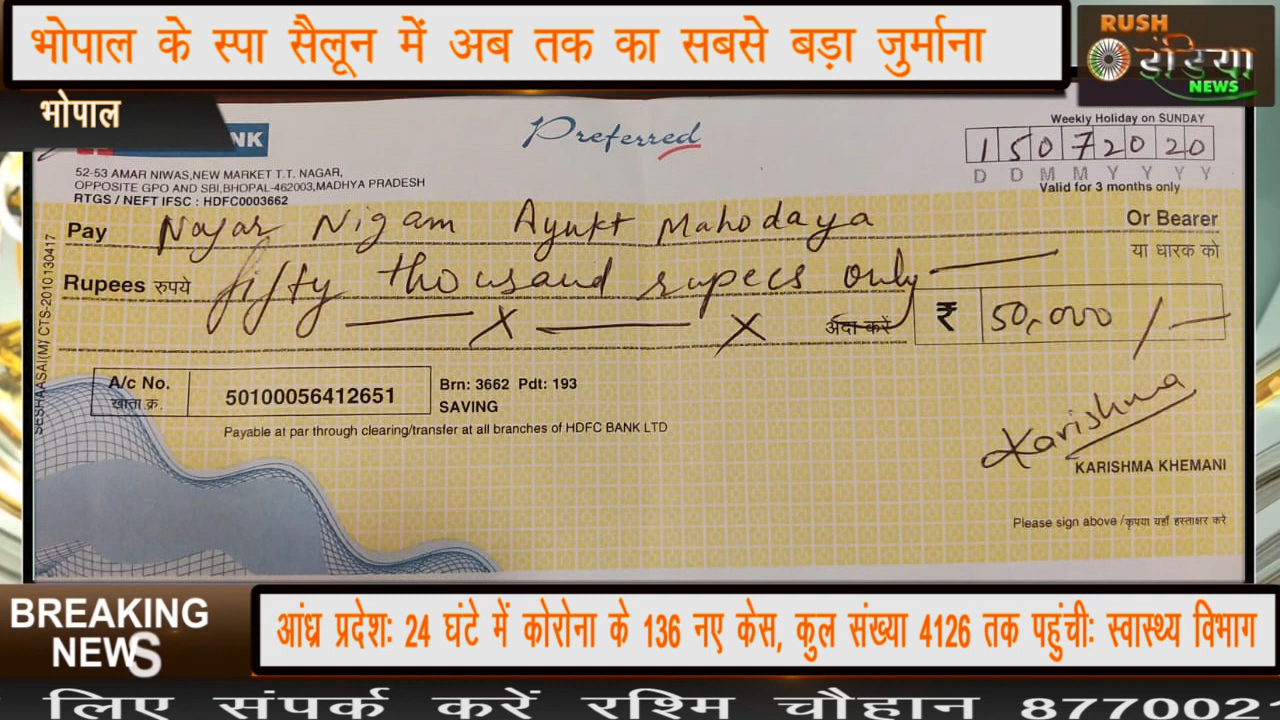 भोपाल के स्पा सैलून में अब तक का सबसे बड़ा जुर्माना
RUSH
इंडिया
NEWS
भोपाल
NK
Preferred
Weekly Holiday on SUNDAY
15072020
D D M M Y Y Y Y
Valid for 3 months only
52-53 AMAR NIWAS,NEW MARKET T.T. NAGAR,
OPPOSITE GPO AND SBI,BHOPAL-462003,MADHYA PRADESH
RTGS / NEFT IFSC : HDFC0003662
Pay Nagar Nigam Ayukt Mahodaya Or Bearer
या धारक को
Rupees रुपये fifty thousand rupees only
अदा करें ₹ 50,000/-
A/c No. 50100056412651
खाता.क्र.
Brn: 3662 Pdt: 193
SAVING
Payable at par through clearing/transfer at all branches of HDFC BANK LTD
SESHAASAI(M) CTS-2010 130417
Karishma
KARISHMA KHEMANI
Please sign above /कृपया यहाँ हस्ताक्षर करे
BREAKING
NEWS
आंध्र प्रदेशः 24 घंटे में कोरोना के 136 नए केस, कुल संख्या 4126 तक पहुंचीः स्वास्थ्य विभाग
लिए संपर्क करें रश्मि चौहान 8770021